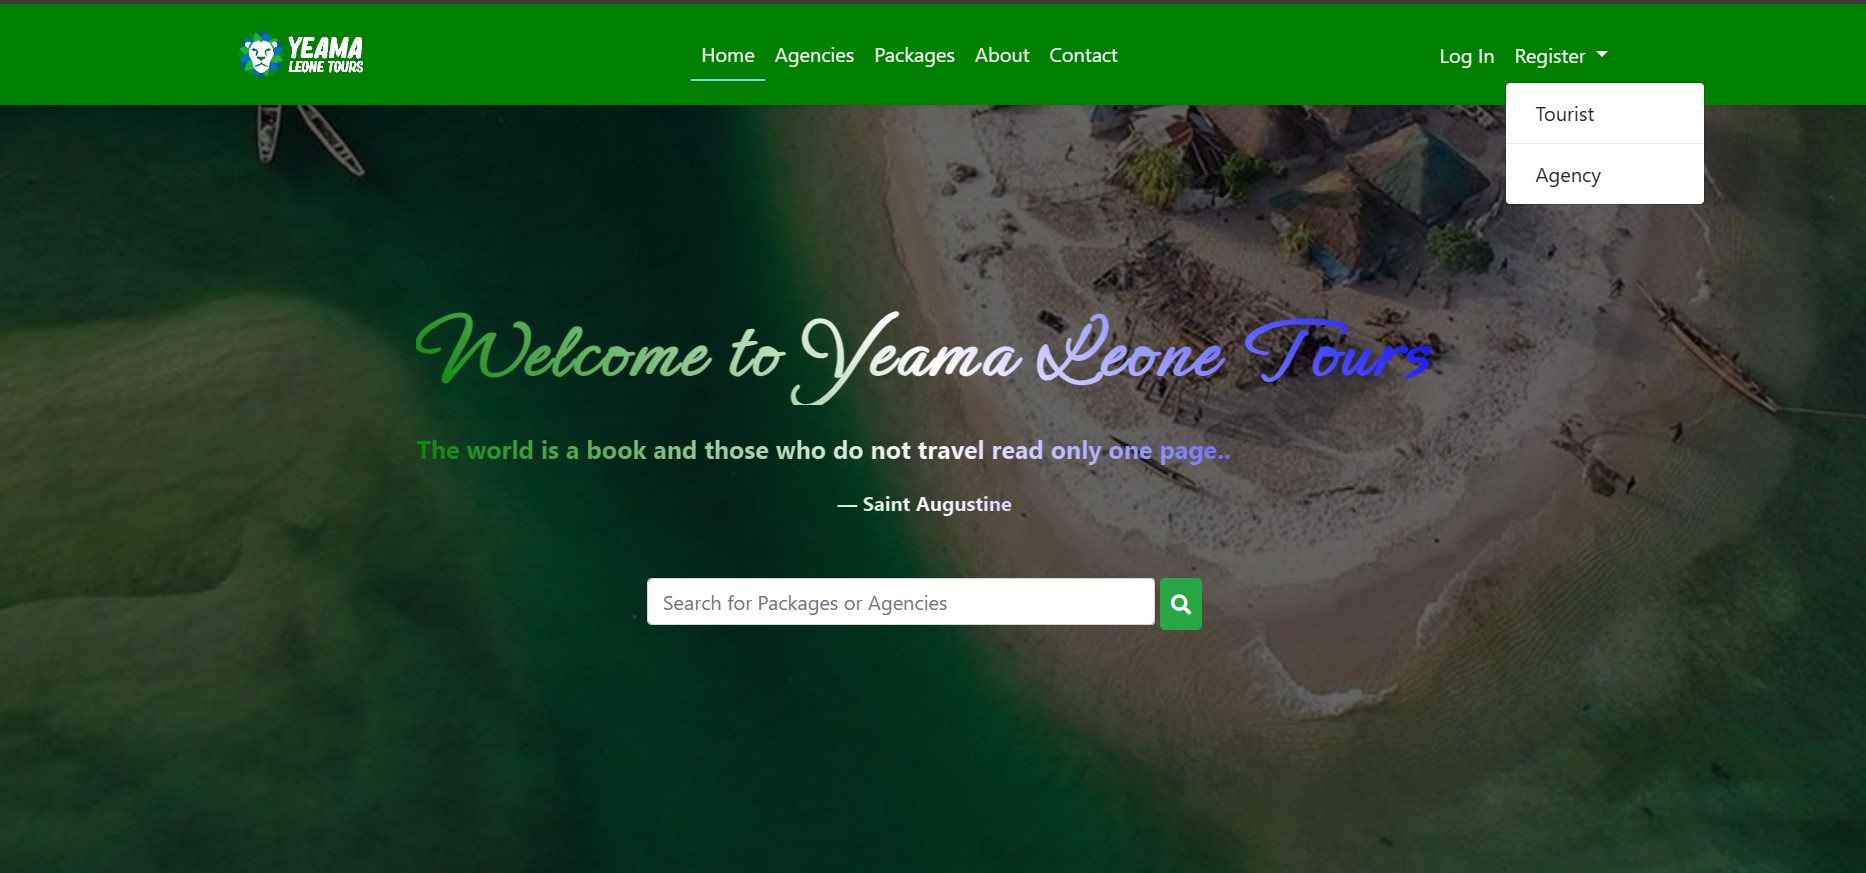 YEAMA
LEONE TOURS
Home Agencies Packages About Contact
Log In Register
Tourist
Agency
Welcome to Yeama Leone Tours
The world is a book and those who do not travel read only one page..
— Saint Augustine
Search for Packages or Agencies